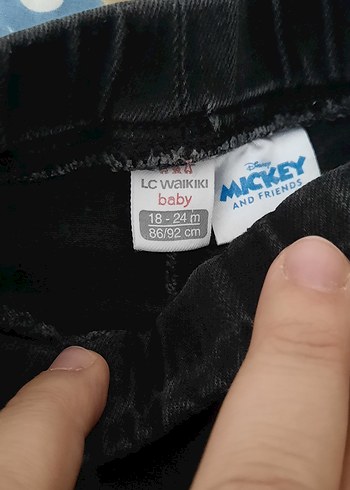 LC WAIKIKI
baby
18 - 24 m
86/92 cm
Disney
MICKEY
AND FRIENDS